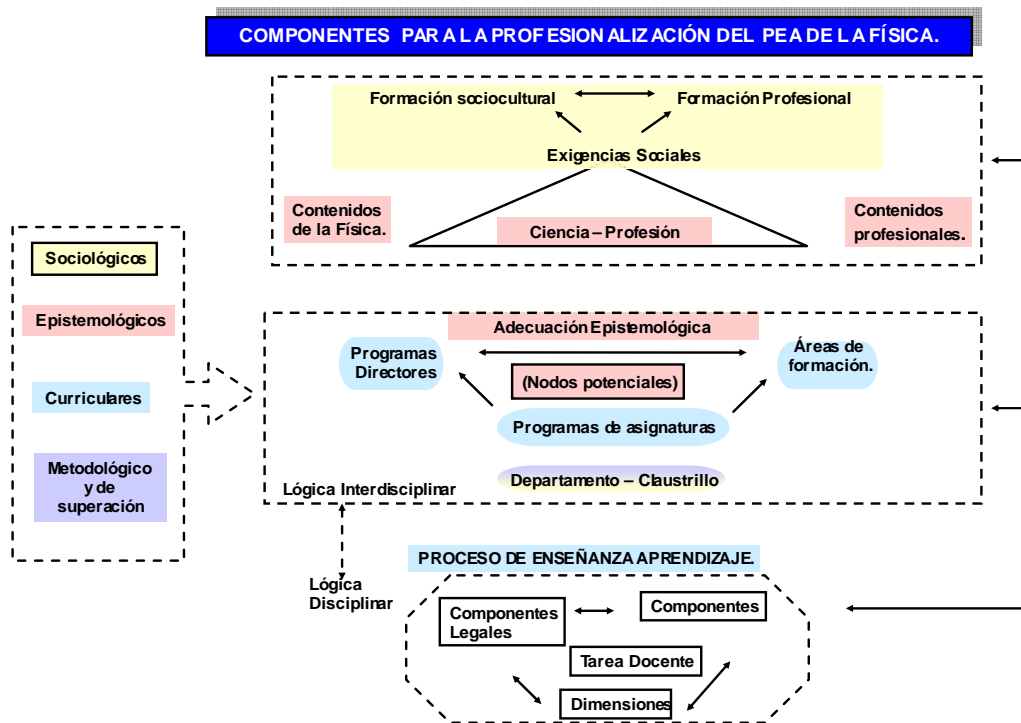 COMPONENTES PARA LA PROFESIONALIZACIÓN DEL PEA DE LA FÍSICA.
Formación sociocultural
Formación Profesional
Exigencias Sociales
Contenidos
de la Física.
Ciencia – Profesión
Contenidos
profesionales.
Sociológicos
Epistemológicos
Curriculares
Metodológico
y de
superación
Adecuación Epistemológica
Programas
Directores
Áreas de
formación.
(Nodos potenciales)
Programas de asignaturas
Departamento – Claustrillo
Lógica Interdisciplinar
Lógica
Disciplinar
PROCESO DE ENSEÑANZA APRENDIZAJE.
Componentes
Legales
Componentes
Tarea Docente
Dimensiones